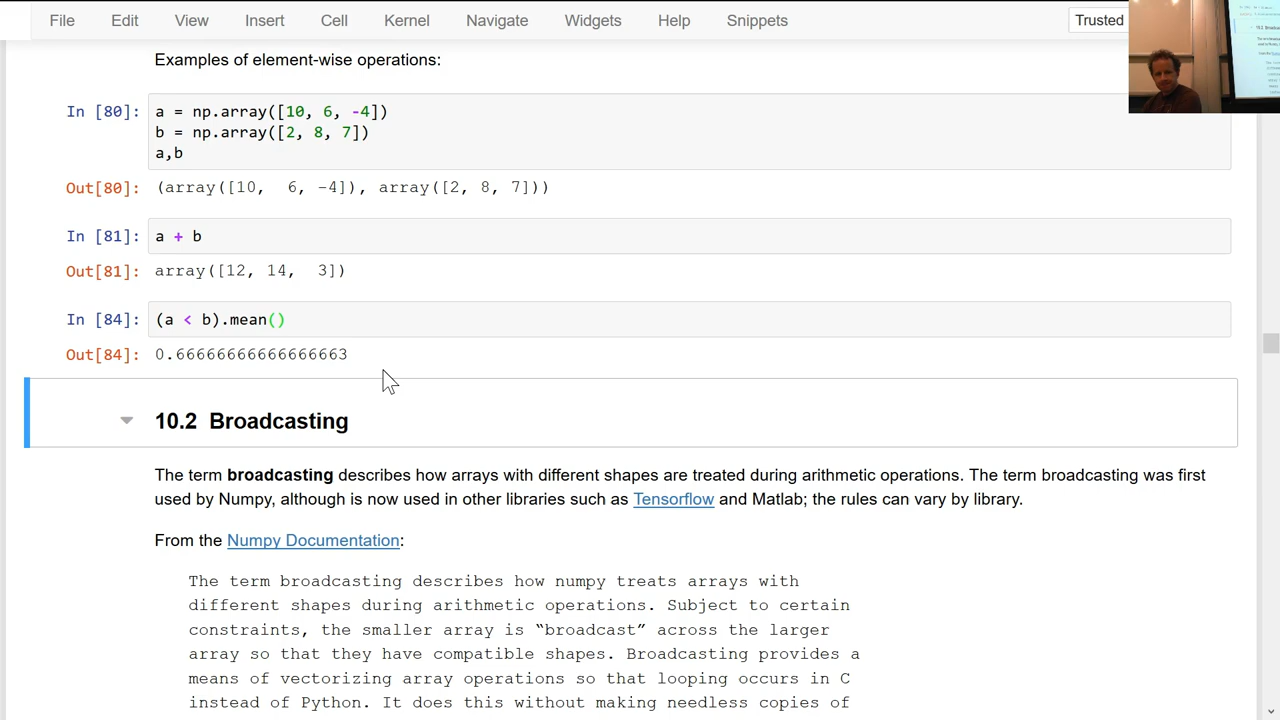 File Edit View Insert Cell Kernel Navigate Widgets Help Snippets Trusted
Examples of element-wise operations:
In [80]: a = np.array([10, 6, -4])
b = np.array([2, 8, 7])
a,b
Out[80]: (array([10,  6, -4]), array([2, 8, 7]))
In [81]: a + b
Out[81]: array([12, 14,  3])
In [84]: (a < b).mean()
Out[84]: 0.66666666666666663
10.2 Broadcasting
The term broadcasting describes how arrays with different shapes are treated during arithmetic operations. The term broadcasting was first
used by Numpy, although is now used in other libraries such as Tensorflow and Matlab; the rules can vary by library.
From the Numpy Documentation:
The term broadcasting describes how numpy treats arrays with
different shapes during arithmetic operations. Subject to certain
constraints, the smaller array is “broadcast” across the larger
array so that they have compatible shapes. Broadcasting provides a
means of vectorizing array operations so that looping occurs in C
instead of Python. It does this without making needless copies of